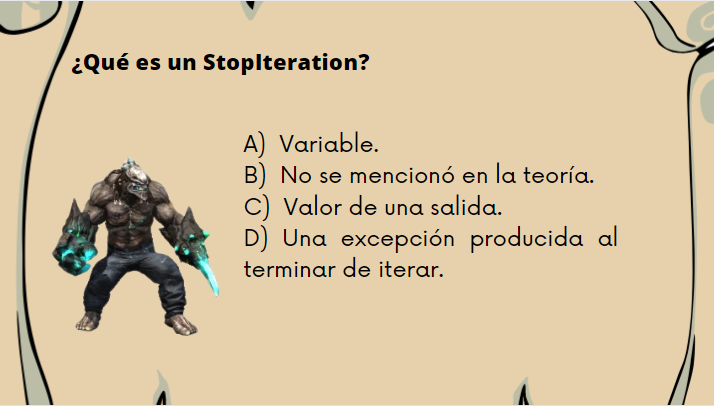 ¿Qué es un StopIteration?
A) Variable.
B) No se mencionó en la teoría.
C) Valor de una salida.
D) Una excepción producida al
terminar de iterar.